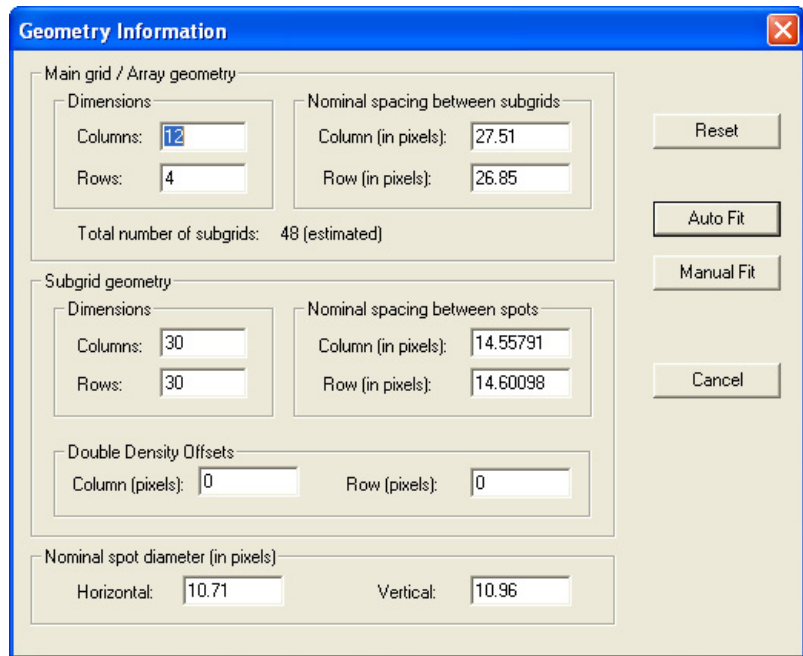 Geometry Information
Main grid / Array geometry
Dimensions
Columns: 12
Rows: 4
Nominal spacing between subgrids
Column (in pixels): 27.51
Row (in pixels): 26.85
Total number of subgrids: 48 (estimated)
Subgrid geometry
Dimensions
Columns: 30
Rows: 30
Nominal spacing between spots
Column (in pixels): 14.55791
Row (in pixels): 14.60098
Double Density Offsets
Column (pixels): 0 Row (pixels): 0
Nominal spot diameter (in pixels)
Horizontal: 10.71 Vertical: 10.96
Reset
Auto Fit
Manual Fit
Cancel